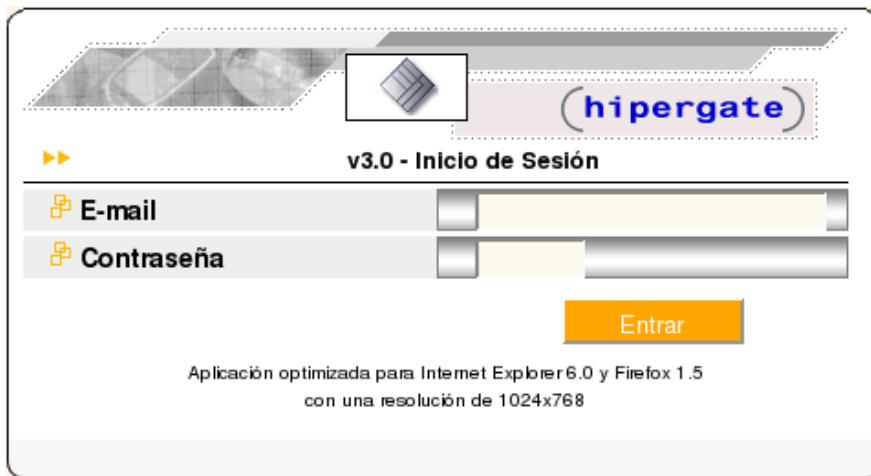 (hipergate)
v3.0 - Inicio de Sesión
E-mail
Contraseña
Entrar
Aplicación optimizada para Internet Explorer 6.0 y Firefox 1.5
con una resolución de 1024x768